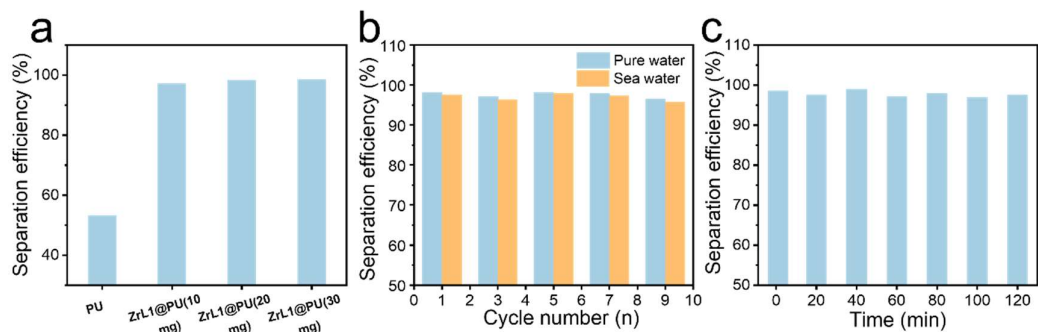 a
Separation efficiency (%)
100
80
60
40
PU
ZrL1@PU(10
mg)
ZrL1@PU(20
mg)
ZrL1@PU(30
mg)
b
Separation efficiency (%)
110
100
90
80
70
60
50
Pure water
Sea water
0 1 2 3 4 5 6 7 8 9 10
Cycle number (n)
c
Separation efficiency (%)
110
100
90
80
70
60
50
0 20 40 60 80 100 120
Time (min)